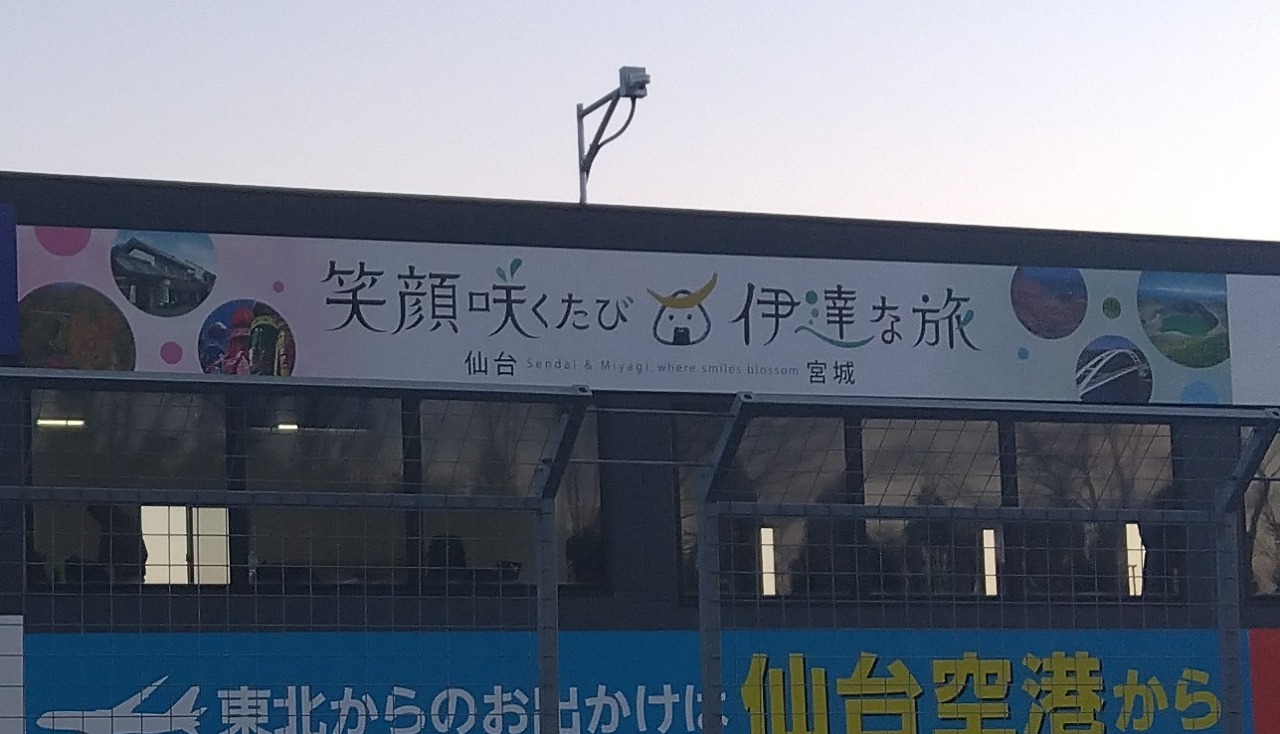 笑顔咲くたび 伊達な旅
仙台 Sendai & Miyagi, where smiles blossom 宮城
東北からのお出かけは 仙台空港から